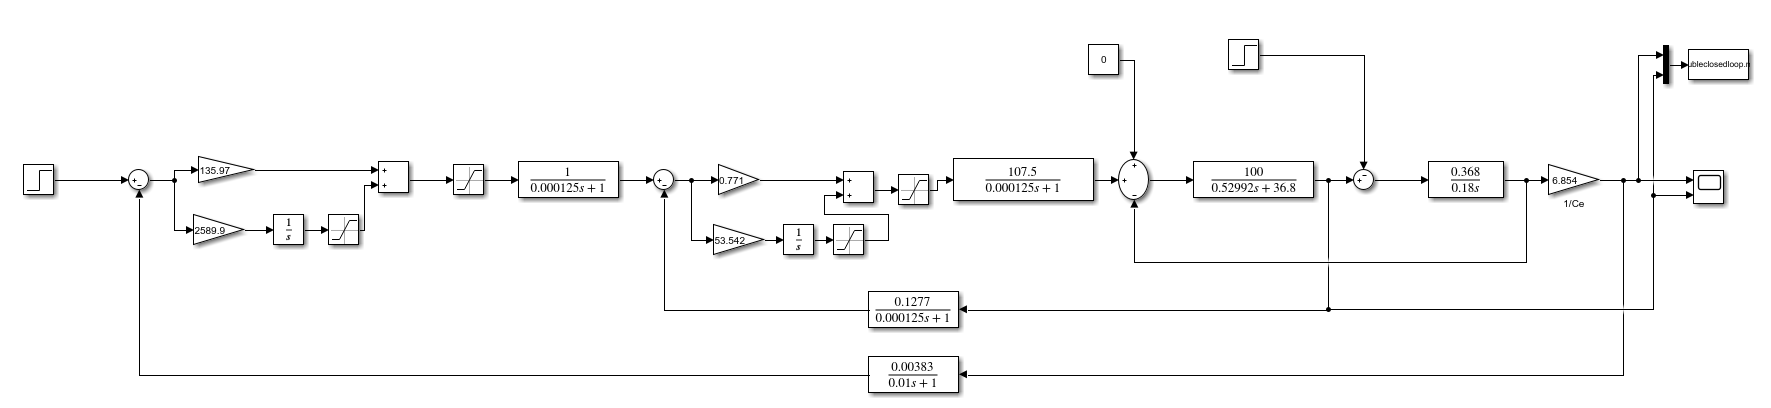 0
ubleclosedloop.n
135.97
+
+
+
-
1
0.000125s + 1
+
-
0.771
+
+
107.5
0.000125s + 1
+
+
-
100
0.52992s + 36.8
+
-
0.368
0.18s
6.854
1/Ce
2589.9
1
s
53.542
1
s
0.1277
0.000125s + 1
0.00383
0.01s + 1